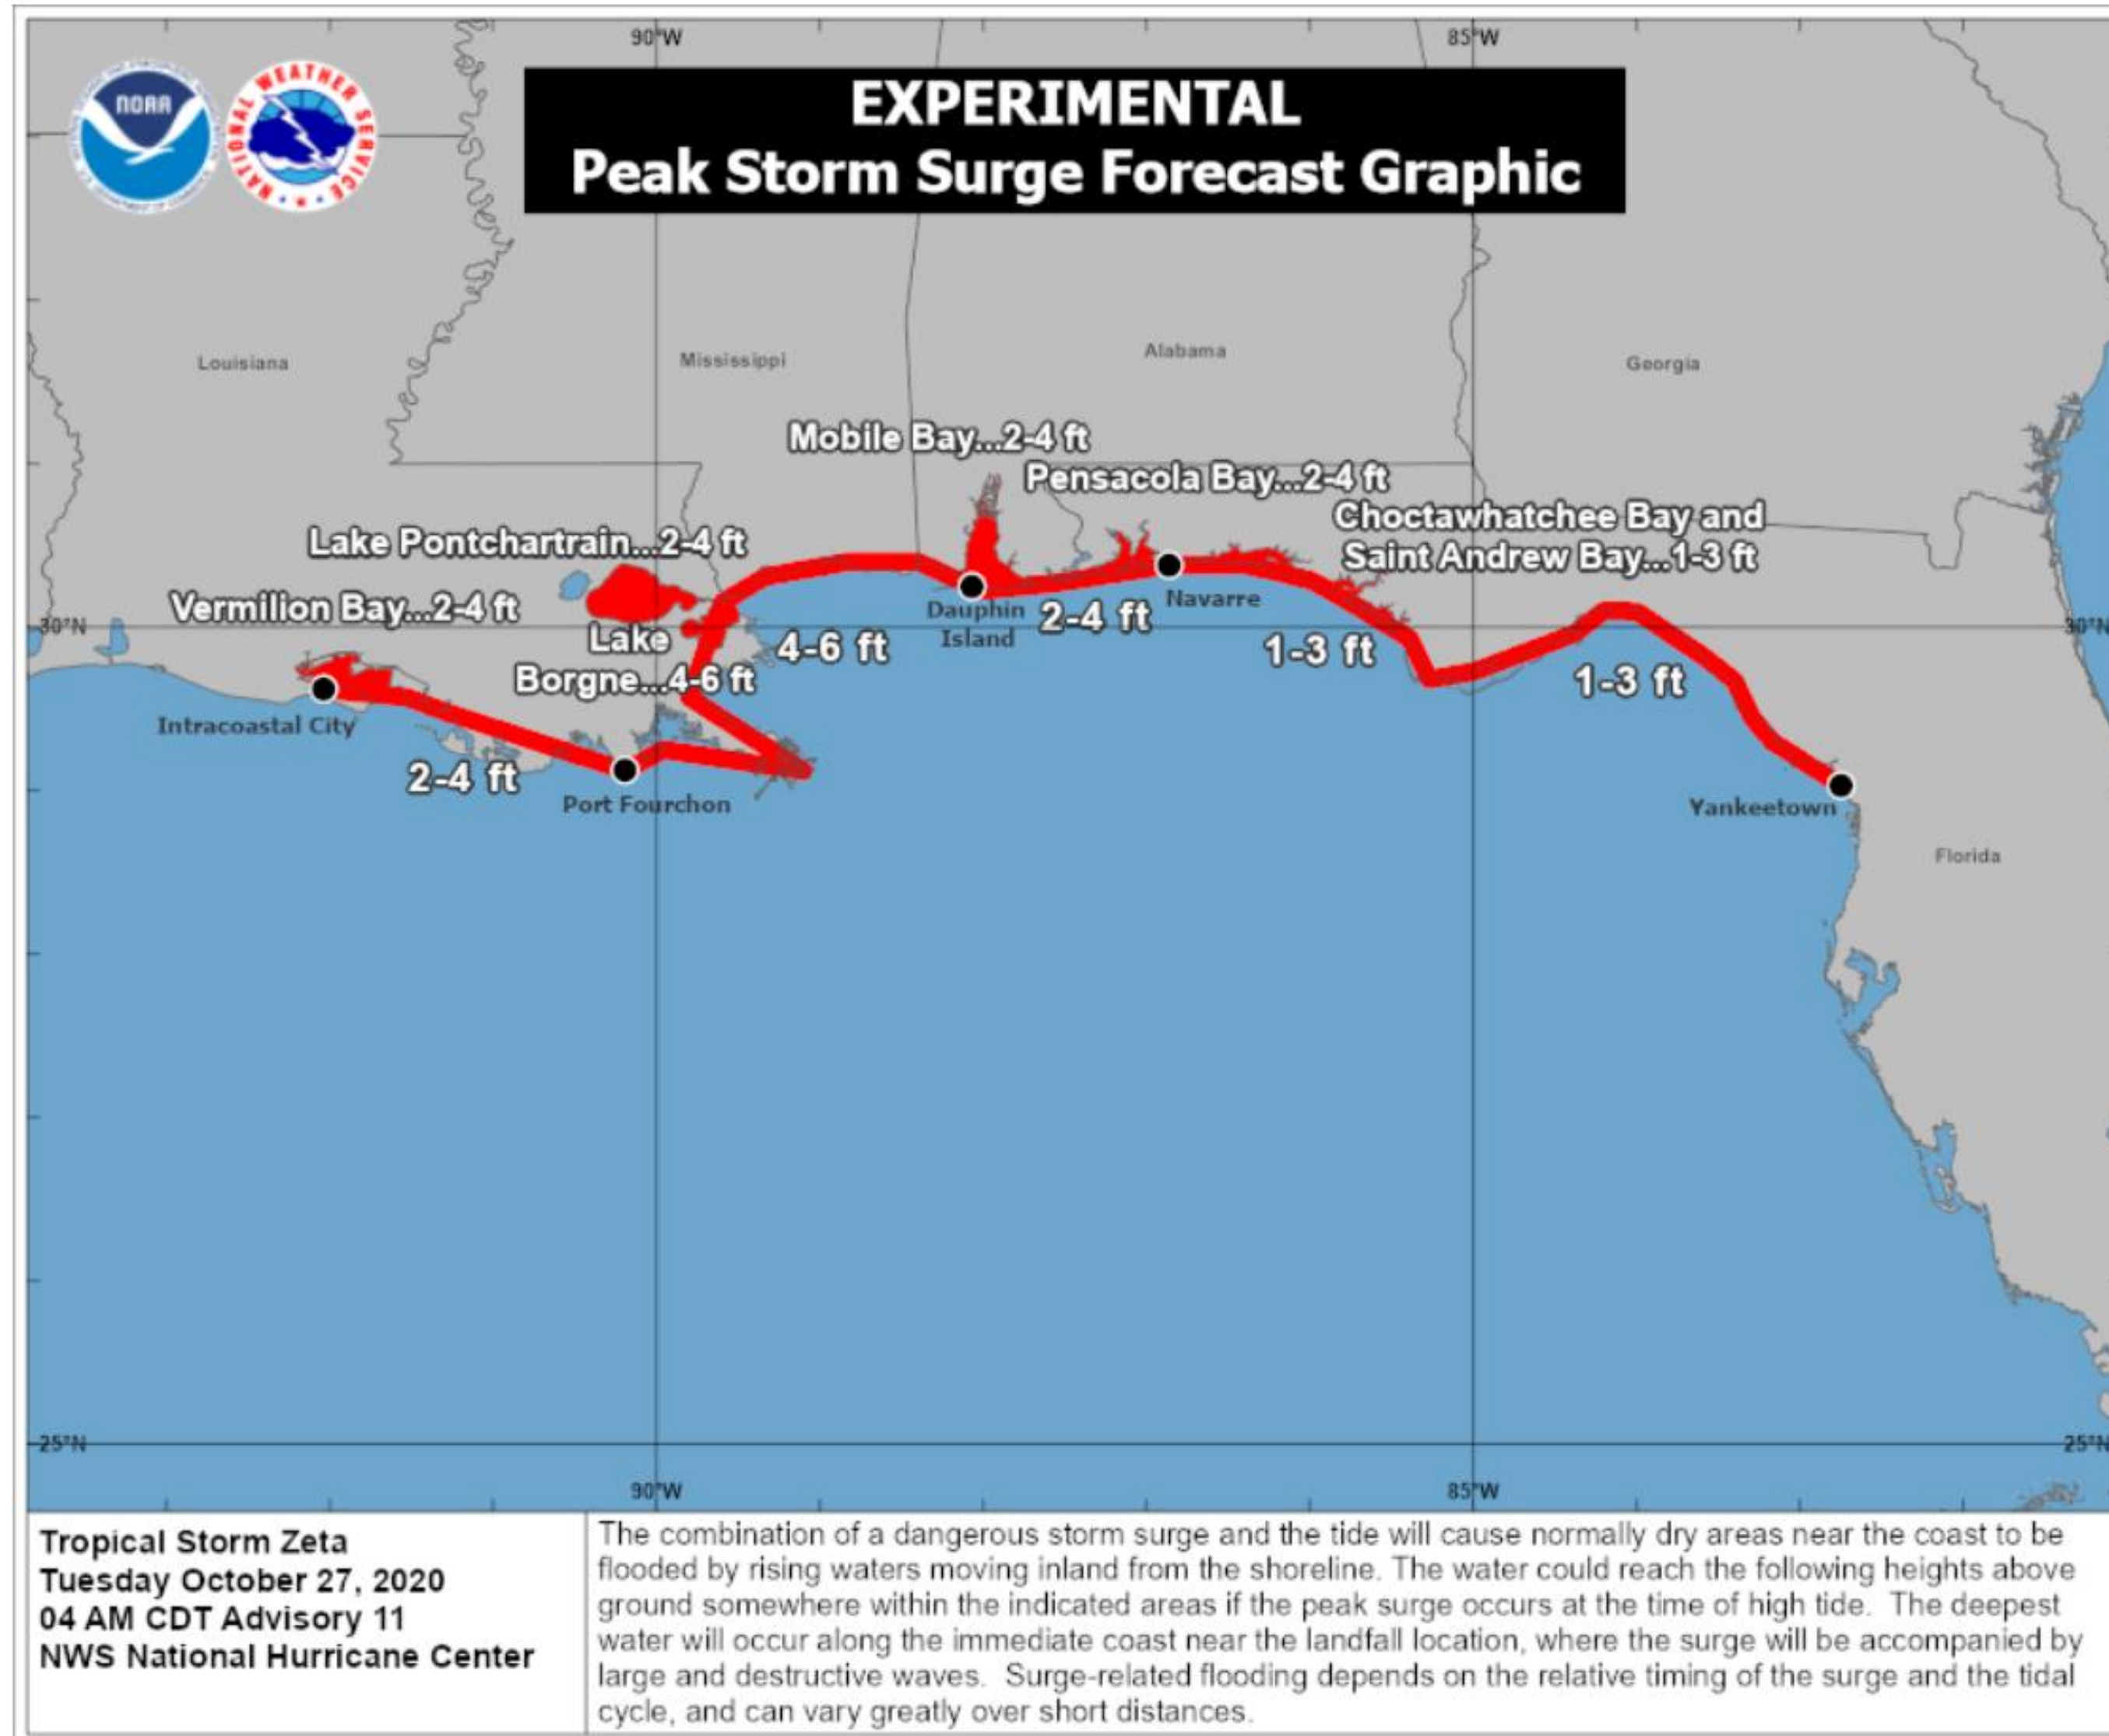 90°W
85°W
NOAA
NATIONAL WEATHER SERVICE
EXPERIMENTAL
Peak Storm Surge Forecast Graphic
Louisiana
Mississippi
Alabama
Georgia
Mobile Bay...2-4 ft
Pensacola Bay...2-4 ft
Choctawhatchee Bay and
Saint Andrew Bay...1-3 ft
Lake Pontchartrain...2-4 ft
Vermilion Bay...2-4 ft
30°N
30°N
Lake
Borgne...4-6 ft
4-6 ft
Dauphin
Island
2-4 ft
Navarre
1-3 ft
1-3 ft
Intracoastal City
2-4 ft
Port Fourchon
Yankeetown
Florida
25°N
25°N
90°W
85°W
Tropical Storm Zeta
Tuesday October 27, 2020
04 AM CDT Advisory 11
NWS National Hurricane Center
The combination of a dangerous storm surge and the tide will cause normally dry areas near the coast to be
flooded by rising waters moving inland from the shoreline. The water could reach the following heights above
ground somewhere within the indicated areas if the peak surge occurs at the time of high tide. The deepest
water will occur along the immediate coast near the landfall location, where the surge will be accompanied by
large and destructive waves. Surge-related flooding depends on the relative timing of the surge and the tidal
cycle, and can vary greatly over short distances.